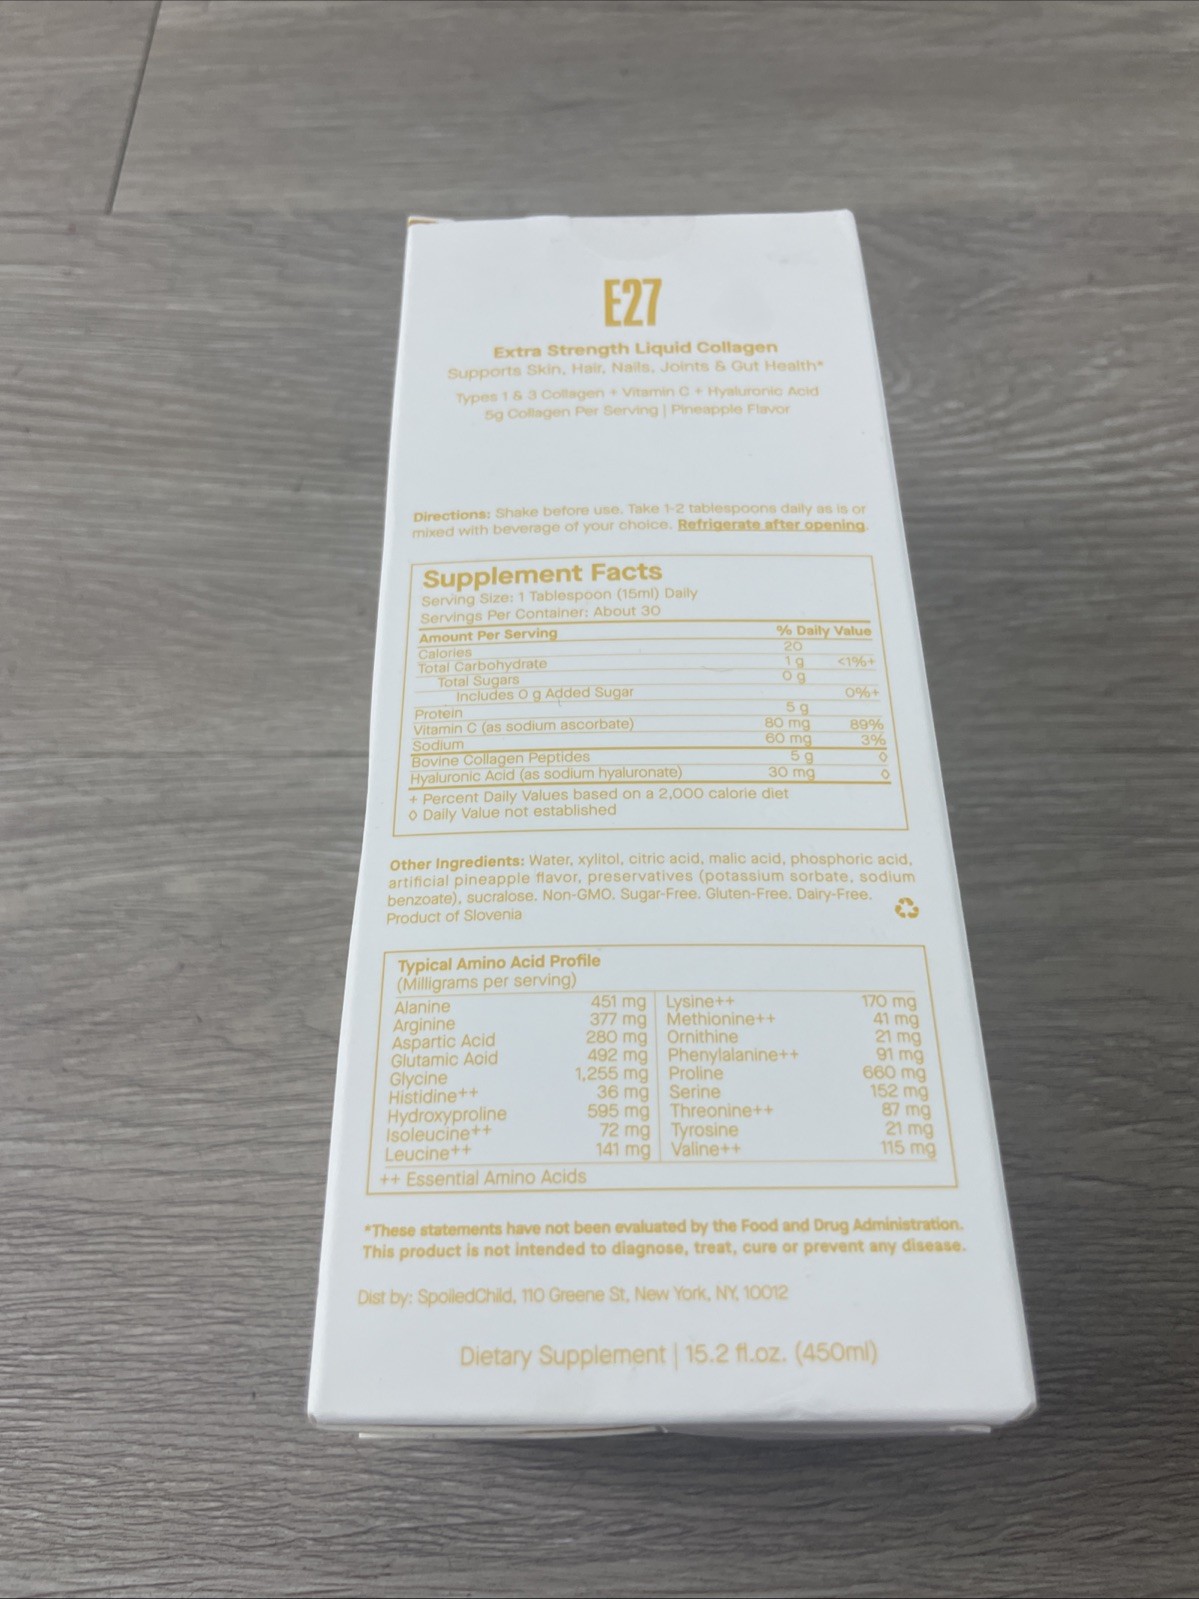 E27
Extra Strength Liquid Collagen
Supports Skin, Hair, Nails, Joints & Gut Health*
Types 1 & 3 Collagen + Vitamin C + Hyaluronic Acid
5g Collagen Per Serving | Pineapple Flavor
Directions: Shake before use. Take 1-2 tablespoons daily as is or
mixed with beverage of your choice. Refrigerate after opening.
Supplement Facts
Serving Size: 1 Tablespoon (15ml) Daily
Servings Per Container: About 30
Amount Per Serving % Daily Value
Calories 20
Total Carbohydrate 1 g <1%+
Total Sugars 0 g
Includes 0 g Added Sugar 0%+
Protein 5 g
Vitamin C (as sodium ascorbate) 80 mg 89%
Sodium 60 mg 3%
Bovine Collagen Peptides 5 g ◊
Hyaluronic Acid (as sodium hyaluronate) 30 mg ◊
+ Percent Daily Values based on a 2,000 calorie diet
◊ Daily Value not established
Other Ingredients: Water, xylitol, citric acid, malic acid, phosphoric acid,
artificial pineapple flavor, preservatives (potassium sorbate, sodium
benzoate), sucralose. Non-GMO. Sugar-Free. Gluten-Free. Dairy-Free.
Product of Slovenia
Typical Amino Acid Profile
(Milligrams per serving)
Alanine 451 mg Lysine++ 170 mg
Arginine 377 mg Methionine++ 41 mg
Aspartic Acid 280 mg Ornithine 21 mg
Glutamic Acid 492 mg Phenylalanine++ 91 mg
Glycine 1,255 mg Proline 660 mg
Histidine++ 36 mg Serine 152 mg
Hydroxyproline 595 mg Threonine++ 87 mg
Isoleucine++ 72 mg Tyrosine 21 mg
Leucine++ 141 mg Valine++ 115 mg
++ Essential Amino Acids
*These statements have not been evaluated by the Food and Drug Administration.
This product is not intended to diagnose, treat, cure or prevent any disease.
Dist by: SpoiledChild, 110 Greene St, New York, NY, 10012
Dietary Supplement | 15.2 fl.oz. (450ml)